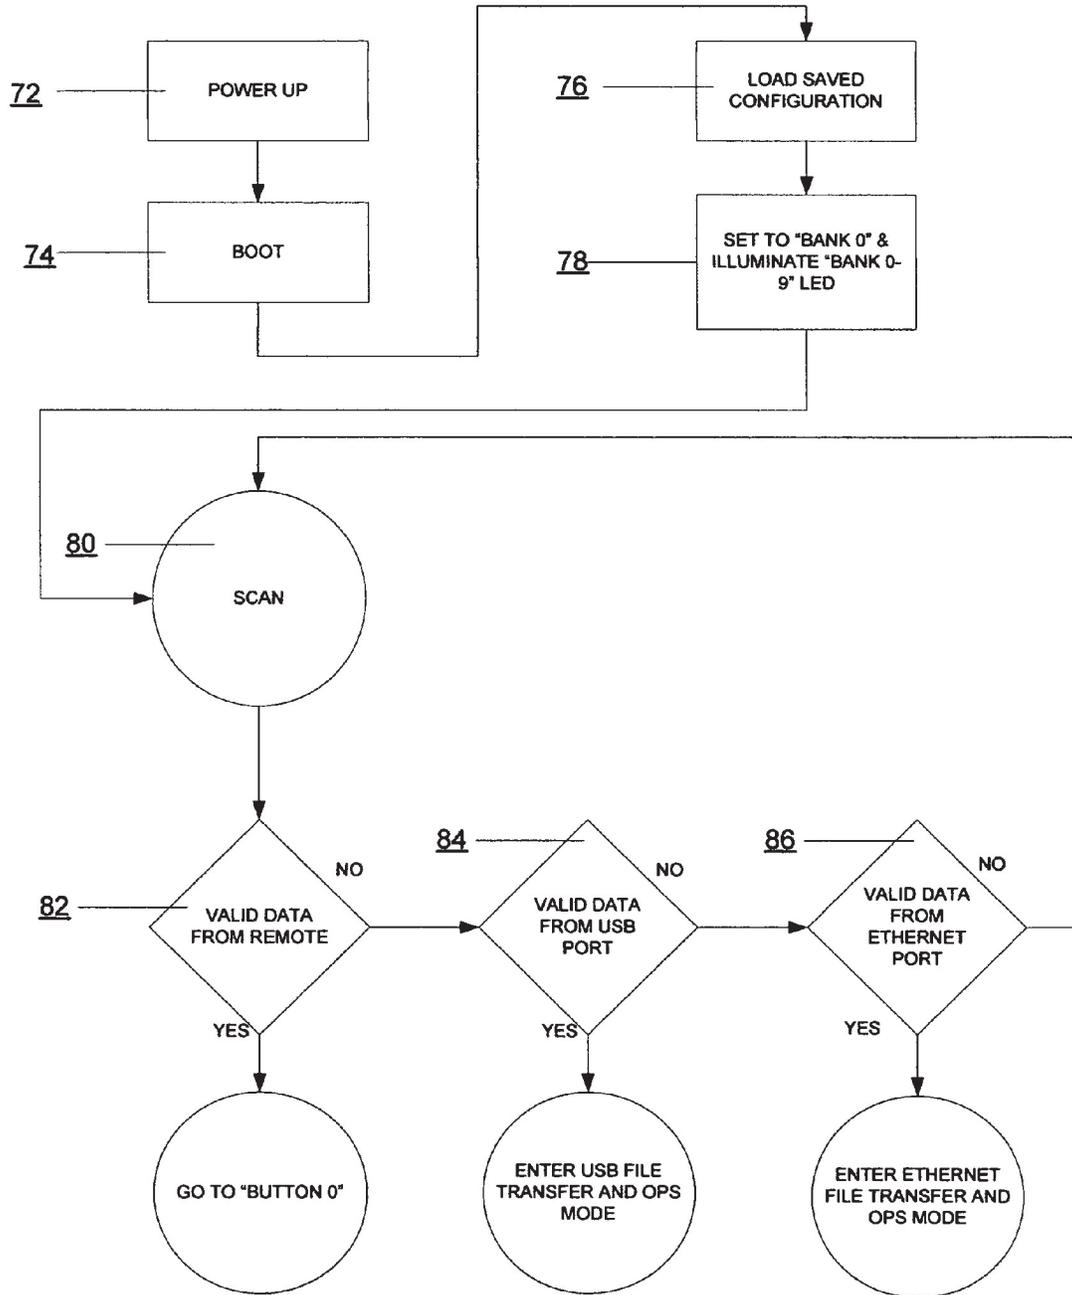 72
POWER UP
74
BOOT
76
LOAD SAVED
CONFIGURATION
78
SET TO “BANK 0” &
ILLUMINATE “BANK 0-
9” LED
80
SCAN
82
VALID DATA
FROM REMOTE
NO
YES
84
VALID DATA
FROM USB
PORT
NO
YES
86
VALID DATA
FROM
ETHERNET
PORT
NO
YES
GO TO “BUTTON 0”
ENTER USB FILE
TRANSFER AND OPS
MODE
ENTER ETHERNET
FILE TRANSFER AND
OPS MODE